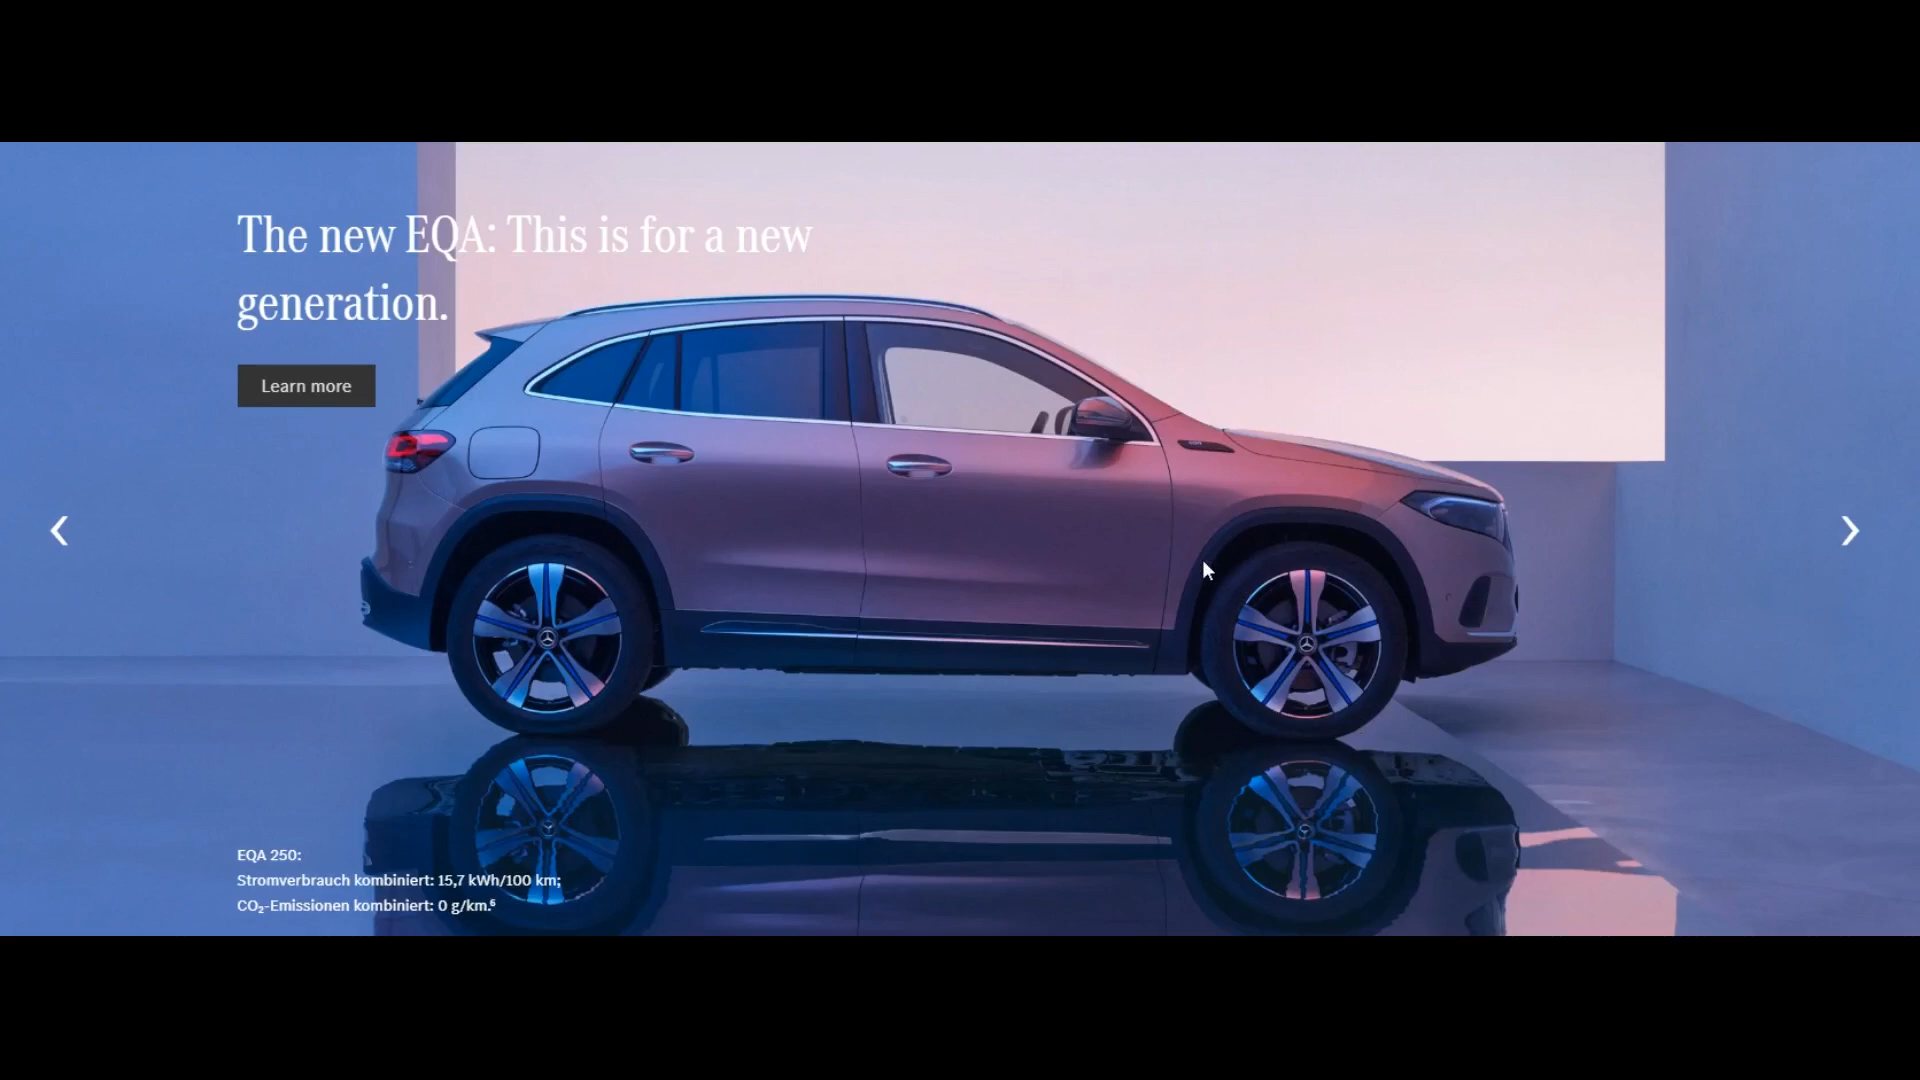 The new EQA: This is for a new
generation.
Learn more
EQA 250:
Stromverbrauch kombiniert: 15,7 kWh/100 km;
CO₂-Emissionen kombiniert: 0 g/km.⁶